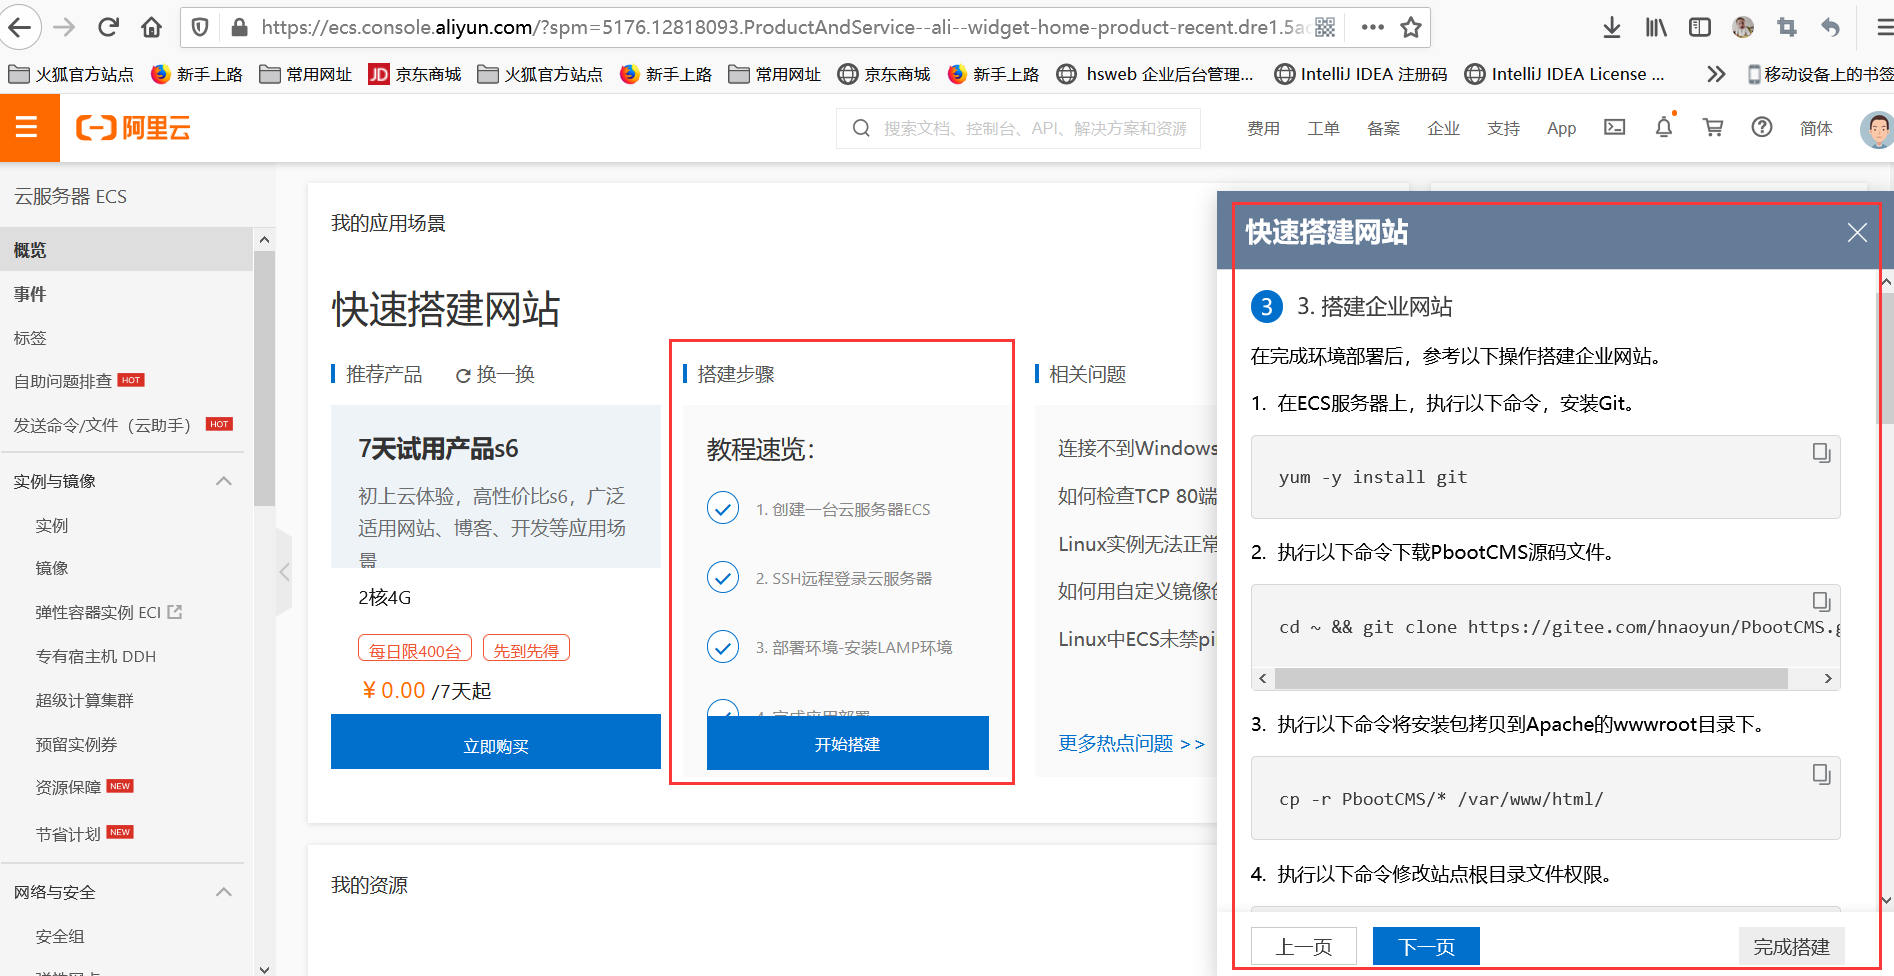 https://ecs.console.aliyun.com/?spm=5176.12818093.ProductAndService--ali--widget-home-product-recent.dre1.5a
火狐官方站点 新手上路 常用网址 JD 京东商城 火狐官方站点 新手上路 常用网址 京东商城 新手上路 hsweb 企业后台管理... IntelliJ IDEA 注册码 IntelliJ IDEA License ... 移动设备上的书签
阿里云 搜索文档、控制台、API、解决方案和资源 费用 工单 备案 企业 支持 App 简体
云服务器 ECS
概览
事件
标签
自助问题排查 HOT
发送命令/文件（云助手） HOT
实例与镜像
实例
镜像
弹性容器实例 ECI
专有宿主机 DDH
超级计算集群
预留实例券
资源保障 NEW
节省计划 NEW
网络与安全
安全组
我的应用场景
快速搭建网站
推荐产品 换一换
7天试用产品s6
初上云体验，高性价比s6，广泛
适用网站、博客、开发等应用场
景
2核4G
每日限400台 先到先得
¥ 0.00 /7天起
立即购买
搭建步骤
教程速览：
1. 创建一台云服务器ECS
2. SSH远程登录云服务器
3. 部署环境-安装LAMP环境
4. 完成应用部署
开始搭建
相关问题
连接不到Windows
如何检查TCP 80端
Linux实例无法正常
如何用自定义镜像创
Linux中ECS未禁pi
更多热点问题 >>
我的资源
快速搭建网站
3 3. 搭建企业网站
在完成环境部署后，参考以下操作搭建企业网站。
1. 在ECS服务器上，执行以下命令，安装Git。
yum -y install git
2. 执行以下命令下载PbootCMS源码文件。
cd ~ && git clone https://gitee.com/hnaoyun/PbootCMS.g
3. 执行以下命令将安装包拷贝到Apache的wwwroot目录下。
cp -r PbootCMS/* /var/www/html/
4. 执行以下命令修改站点根目录文件权限。
上一页 下一页 完成搭建